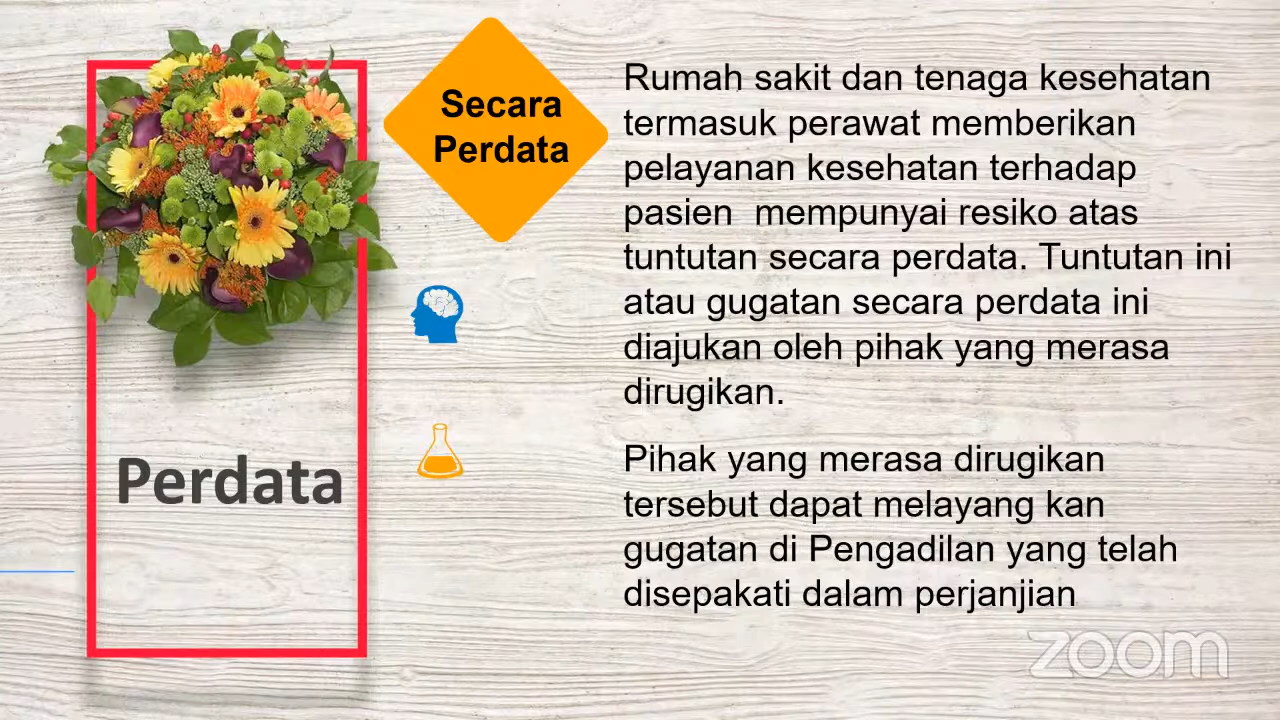 Secara
Perdata
Perdata
Rumah sakit dan tenaga kesehatan
termasuk perawat memberikan
pelayanan kesehatan terhadap
pasien  mempunyai resiko atas
tuntutan secara perdata. Tuntutan ini
atau gugatan secara perdata ini
diajukan oleh pihak yang merasa
dirugikan.
Pihak yang merasa dirugikan
tersebut dapat melayang kan
gugatan di Pengadilan yang telah
disepakati dalam perjanjian
zoom